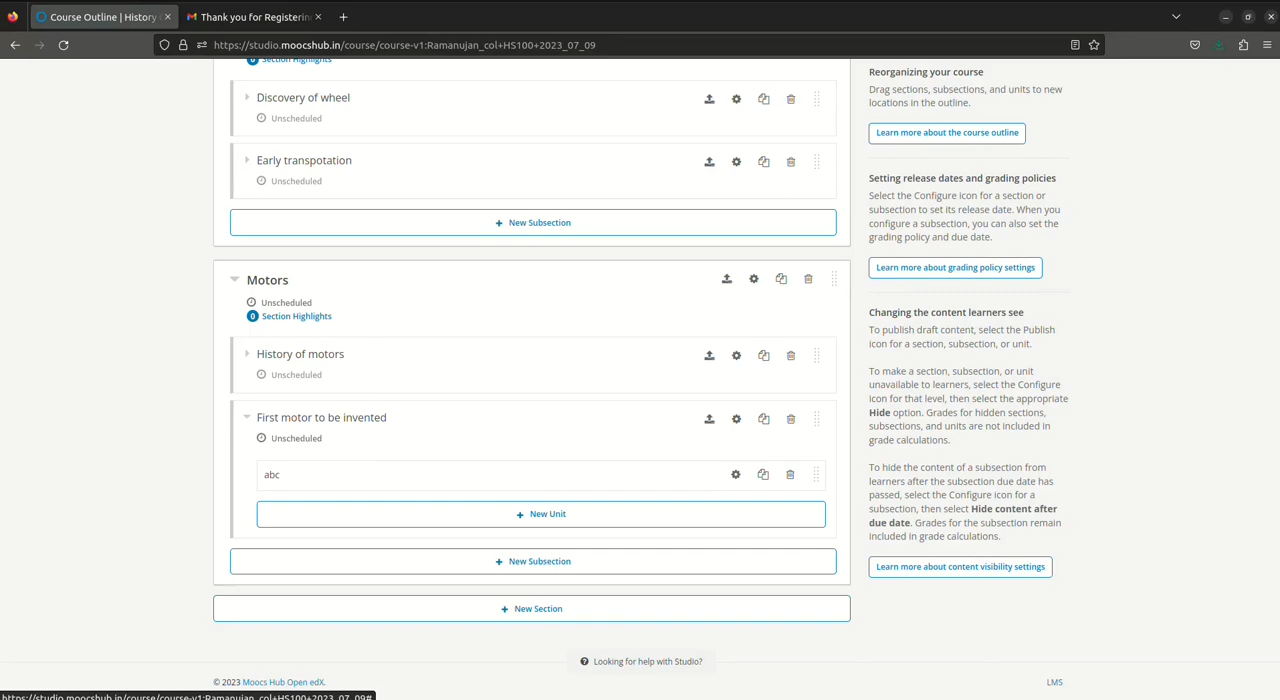 Course Outline | History
Thank you for Registerin
https://studio.moocshub.in/course/course-v1:Ramanujan_col+HS100+2023_07_09
0 Section Highlights
Discovery of wheel
Unscheduled
Early transpotation
Unscheduled
+ New Subsection
Motors
Unscheduled
0 Section Highlights
History of motors
Unscheduled
First motor to be invented
Unscheduled
abc
+ New Unit
+ New Subsection
+ New Section
Reorganizing your course
Drag sections, subsections, and units to new
locations in the outline.
Learn more about the course outline
Setting release dates and grading policies
Select the Configure icon for a section or
subsection to set its release date. When you
configure a subsection, you can also set the
grading policy and due date.
Learn more about grading policy settings
Changing the content learners see
To publish draft content, select the Publish
icon for a section, subsection, or unit.
To make a section, subsection, or unit
unavailable to learners, select the Configure
icon for that level, then select the appropriate
Hide option. Grades for hidden sections,
subsections, and units are not included in
grade calculations.
To hide the content of a subsection from
learners after the subsection due date has
passed, select the Configure icon for a
subsection, then select Hide content after
due date. Grades for the subsection remain
included in grade calculations.
Learn more about content visibility settings
Looking for help with Studio?
© 2023 Moocs Hub Open edX.
LMS
https://studio.moocshub.in/course/course-v1:Ramanujan_col+HS100+2023_07_09#